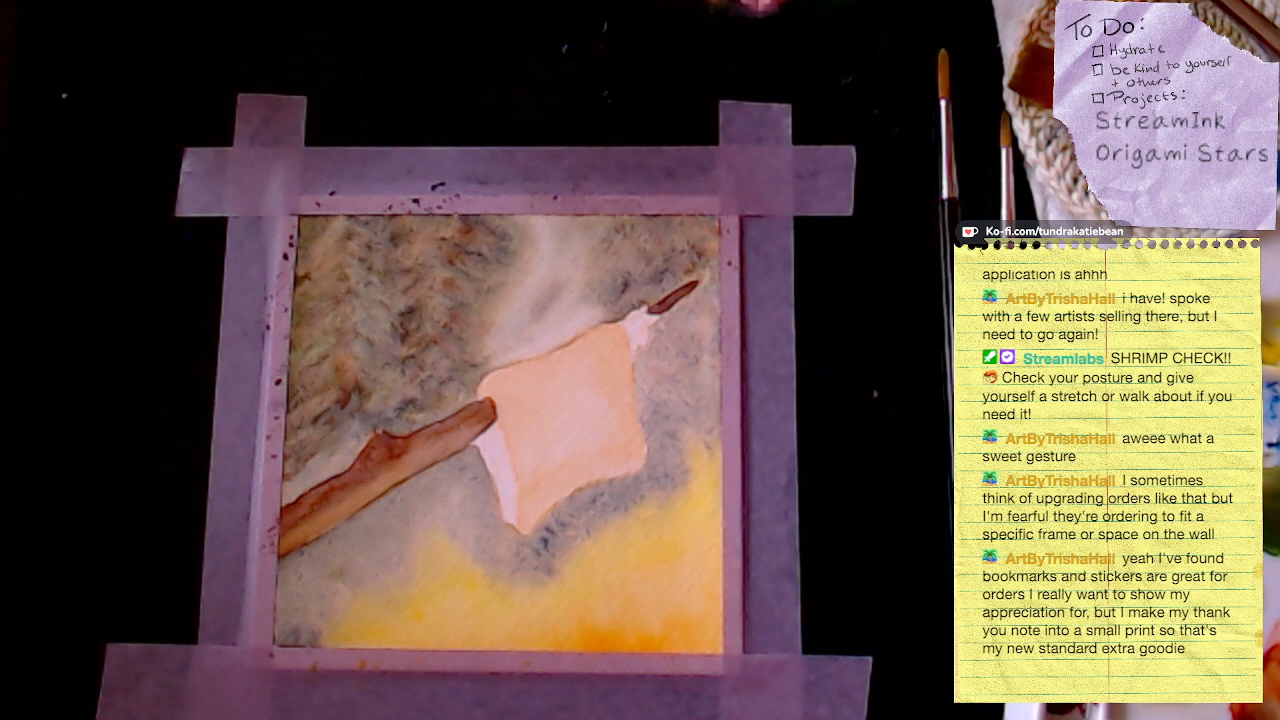 To Do:
Hydrate
be kind to yourself
+ others
Projects:
StreamInk
Origami Stars
Ko-fi.com/tundrakatiebean
application is ahhh
ArtByTrishaHall i have! spoke
with a few artists selling there, but I
need to go again!
Streamlabs SHRIMP CHECK!!
Check your posture and give
yourself a stretch or walk about if you
need it!
ArtByTrishaHall aweee what a
sweet gesture
ArtByTrishaHall I sometimes
think of upgrading orders like that but
I'm fearful they're ordering to fit a
specific frame or space on the wall
ArtByTrishaHall yeah I've found
bookmarks and stickers are great for
orders I really want to show my
appreciation for, but I make my thank
you note into a small print so that's
my new standard extra goodie